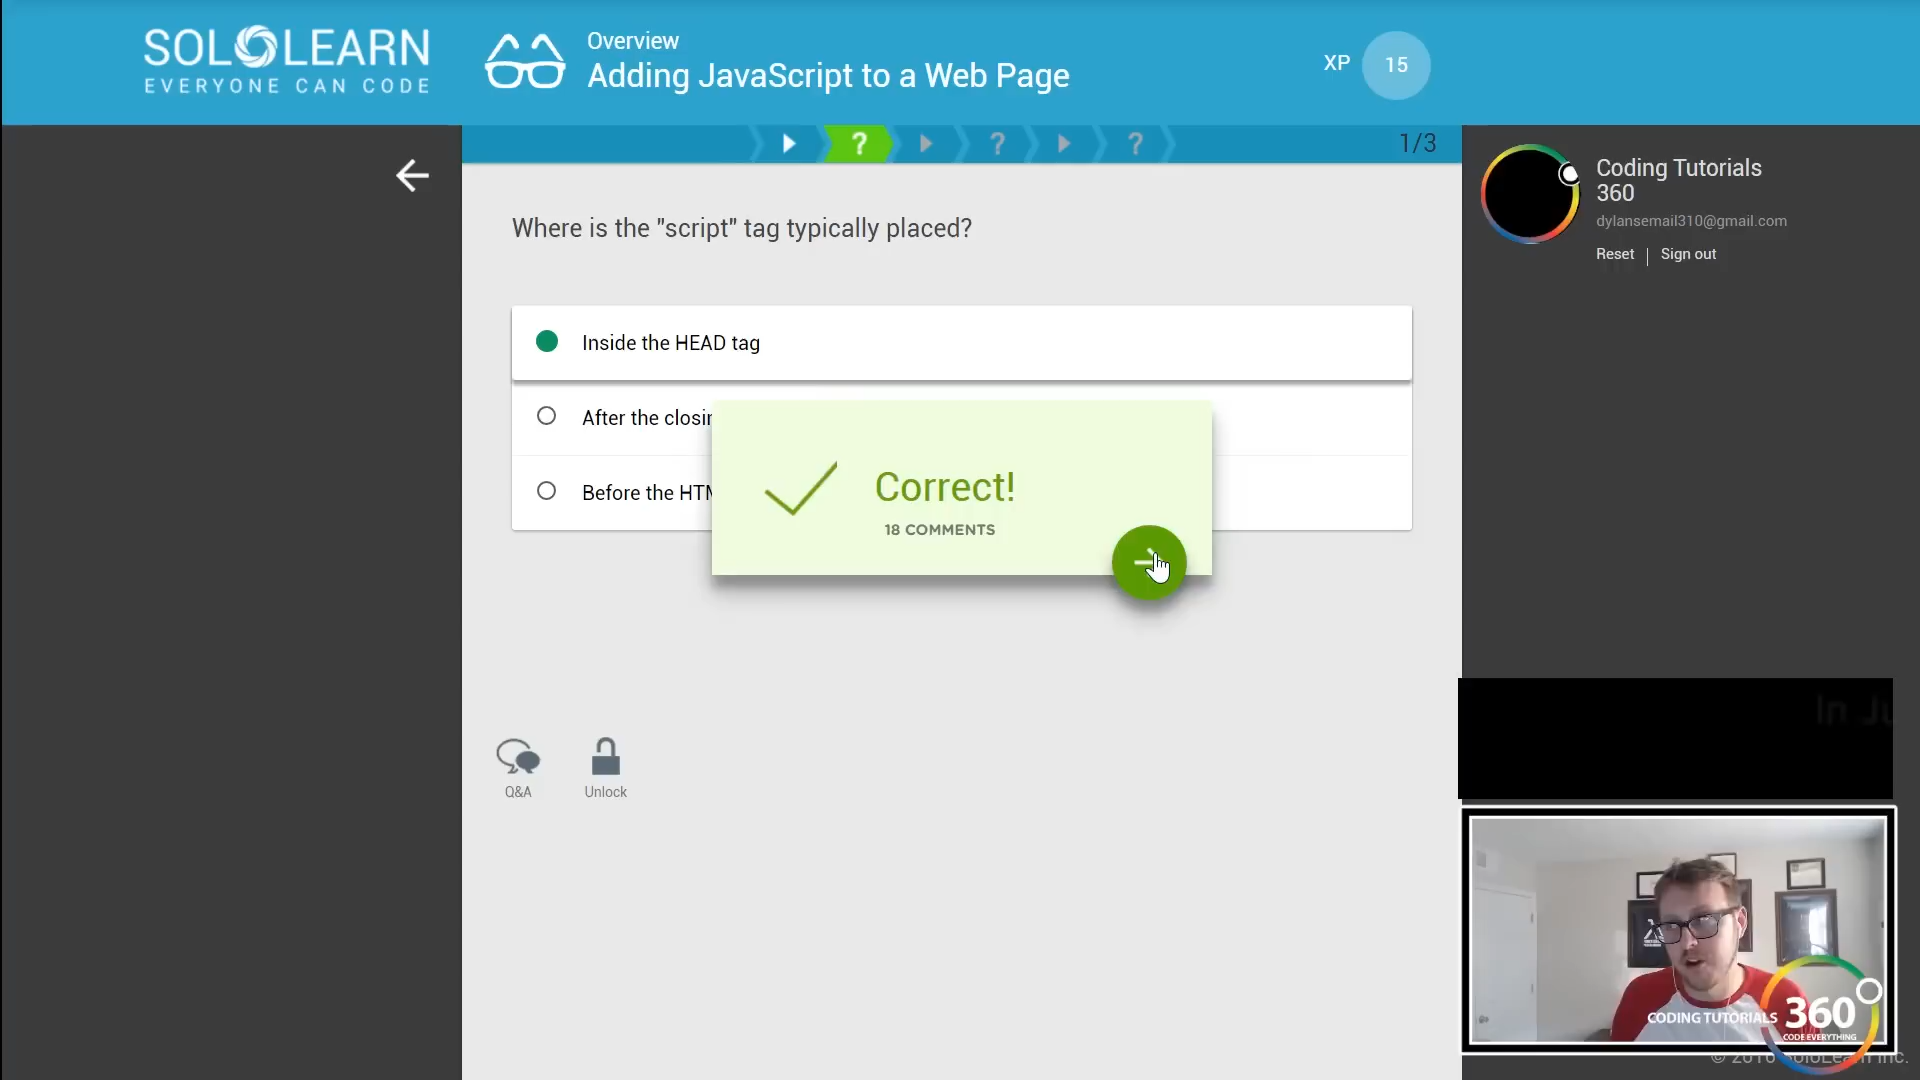 SOLOLEARN
EVERYONE CAN CODE
Overview
Adding JavaScript to a Web Page
XP 15
? ? ?
1/3
Coding Tutorials
360
dylansemail310@gmail.com
Reset | Sign out
Where is the "script" tag typically placed?
Inside the HEAD tag
After the
Before the
Correct!
18 COMMENTS
Q&A
Unlock
In
CODING TUTORIALS 360
CODE EVERYTHING
Inc.